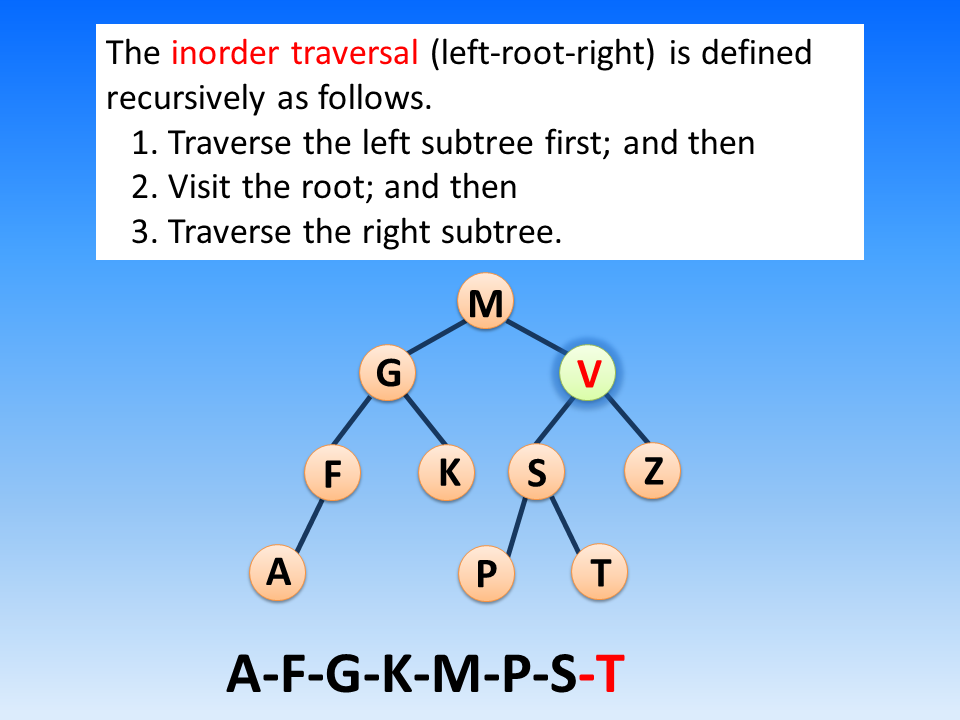 The inorder traversal (left-root-right) is defined
recursively as follows.
1. Traverse the left subtree first; and then
2. Visit the root; and then
3. Traverse the right subtree.
M
G V
F K S Z
A P T
A-F-G-K-M-P-S-T